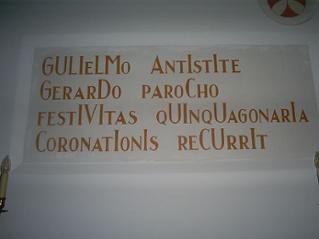 GULIeLMo AntIstIte
GerarDo paroCho
festIVItas qUInqUagonarIa
CoronatIonIs reCUrrIt